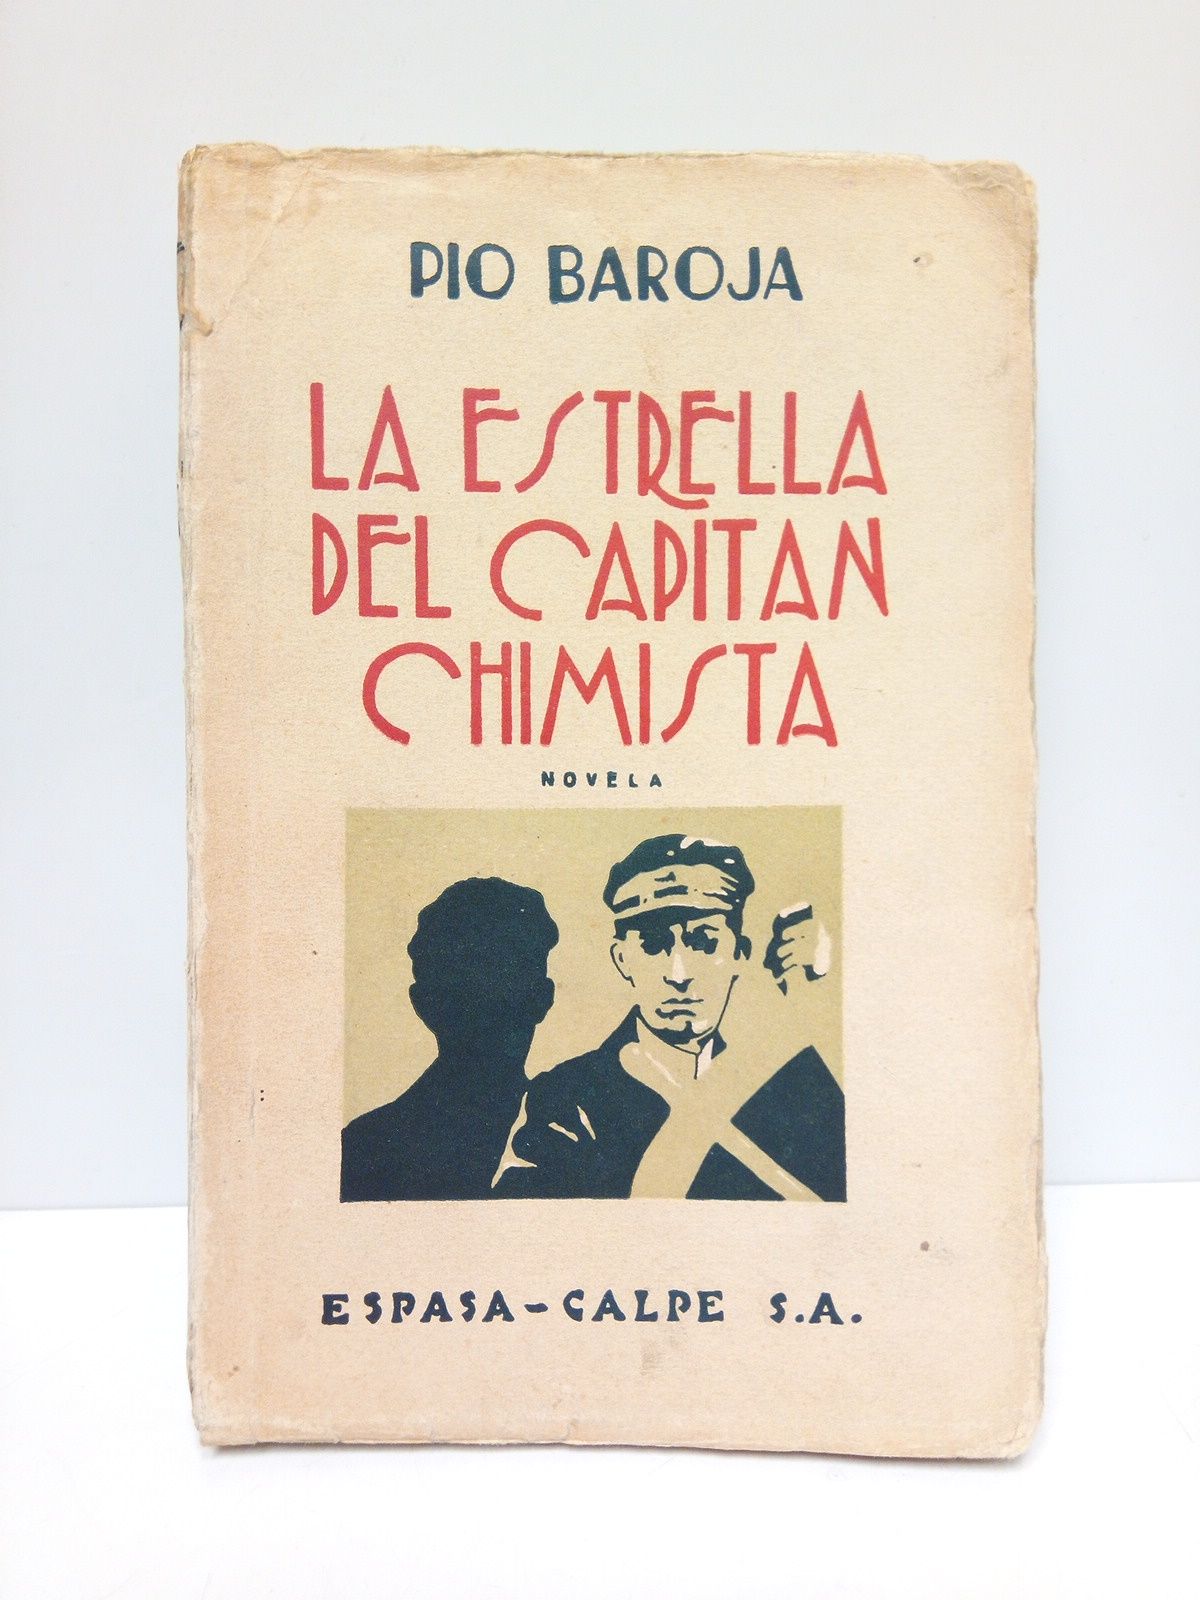 PIO BAROJA
LA ESTRELLA
DEL CAPITAN
CHIMISTA
NOVELA
ESPASA-CALPE S.A.